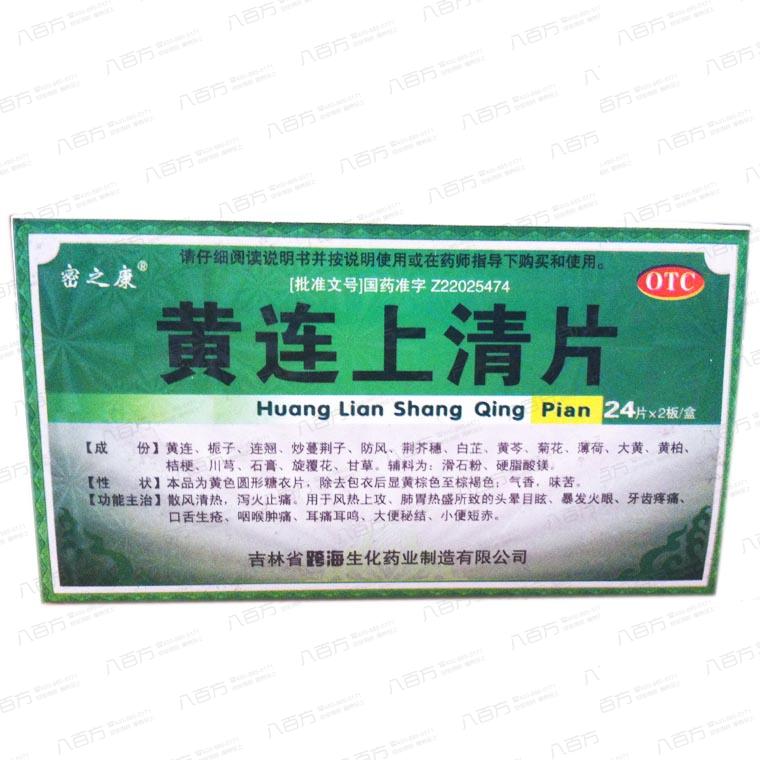 请仔细阅读说明书并按说明使用或在药师指导下购买和使用。
密之康®
[批准文号]国药准字 Z22025474
OTC
黄连上清片
Huang Lian Shang Qing Pian 24片×2板/盒
【成 份】黄连、栀子、连翘、炒蔓荆子、防风、荆芥穗、白芷、黄芩、菊花、薄荷、大黄、黄柏、
桔梗、川芎、石膏、旋覆花、甘草。辅料为：滑石粉、硬脂酸镁。
【性 状】本品为黄色圆形糖衣片，除去包衣后显黄棕色至棕褐色；气香，味苦。
【功能主治】散风清热，泻火止痛。用于风热上攻、肺胃热盛所致的头晕目眩、暴发火眼、牙齿疼痛、
口舌生疮、咽喉肿痛、耳痛耳鸣、大便秘结、小便短赤。
吉林省跨海生化药业制造有限公司
八百方